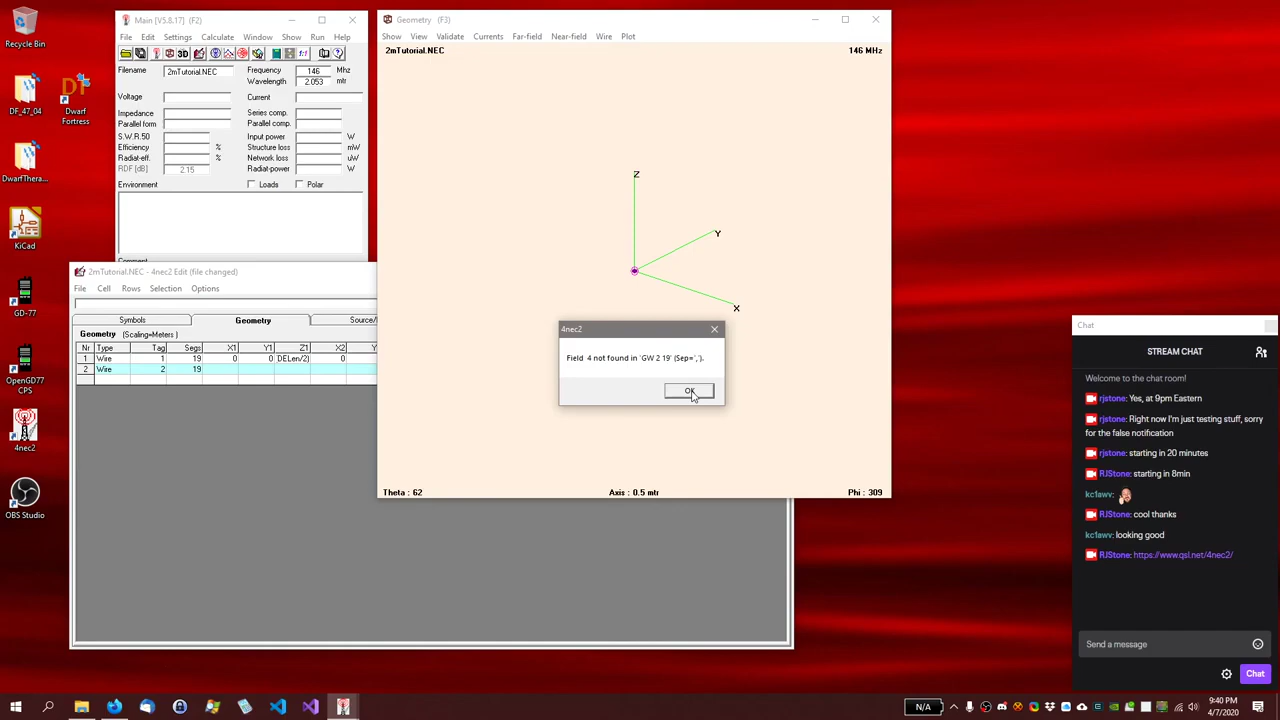 Recycle Bin
DF_47_04
Dwarf
Fortress
DwarfThera...
KiCad
GD-77
OpenGD77
CPS
4nec2
OBS Studio
Main [V5.8.17] (F2)
File Edit Settings Calculate Window Show Run Help
3D
1:1
Filename 2mTutorial.NEC Frequency 146 Mhz
Wavelength 2.053 mtr
Voltage Current
Impedance Series comp.
Parallel form Parallel comp.
S.W.R.50 Input power W
Efficiency % Structure loss mW
Radiat-eff. % Network loss uW
RDF [dB] 2.15 Radiat-power W
Environment Loads Polar
Comment
2mTutorial.NEC - 4nec2 Edit (file changed)
File Cell Rows Selection Options
Symbols Geometry Source/
Geometry (Scaling=Meters )
Nr Type Tag Segs X1 Y1 Z1 X2 Y
1 Wire 1 19 0 0 DELen/2) 0
2 Wire 2 19
Geometry (F3)
Show View Validate Currents Far-field Near-field Wire Plot
2mTutorial.NEC 146 MHz
Z
Y
X
4nec2
Field 4 not found in 'GW 2 19' (Sep=',').
OK
Theta : 62 Axis : 0.5 mtr Phi : 309
Chat
STREAM CHAT
Welcome to the chat room!
rjstone: Yes, at 9pm Eastern
rjstone: Right now I'm just testing stuff, sorry
for the false notification
rjstone: starting in 20 minutes
RJStone: starting in 8min
kc1awv:
RJStone: cool thanks
kc1awv: looking good
RJStone: https://www.qsl.net/4nec2/
Send a message
Chat
N/A
9:40 PM
4/7/2020